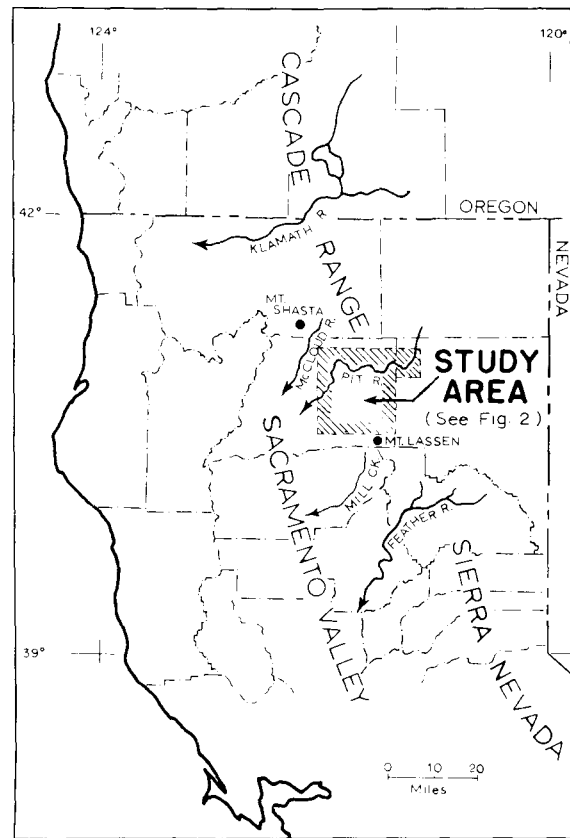 124°
120°
CASCADE
42°
OREGON
KLAMATH R.
NEVADA
RANGE
MT.
SHASTA
McCLOUD R.
PIT R.
STUDY
AREA
(See Fig. 2)
MT. LASSEN
SACRAMENTO
MILL CK.
FEATHER R.
SIERRA
VALLEY
39°
NEVADA
0 10 20
Miles